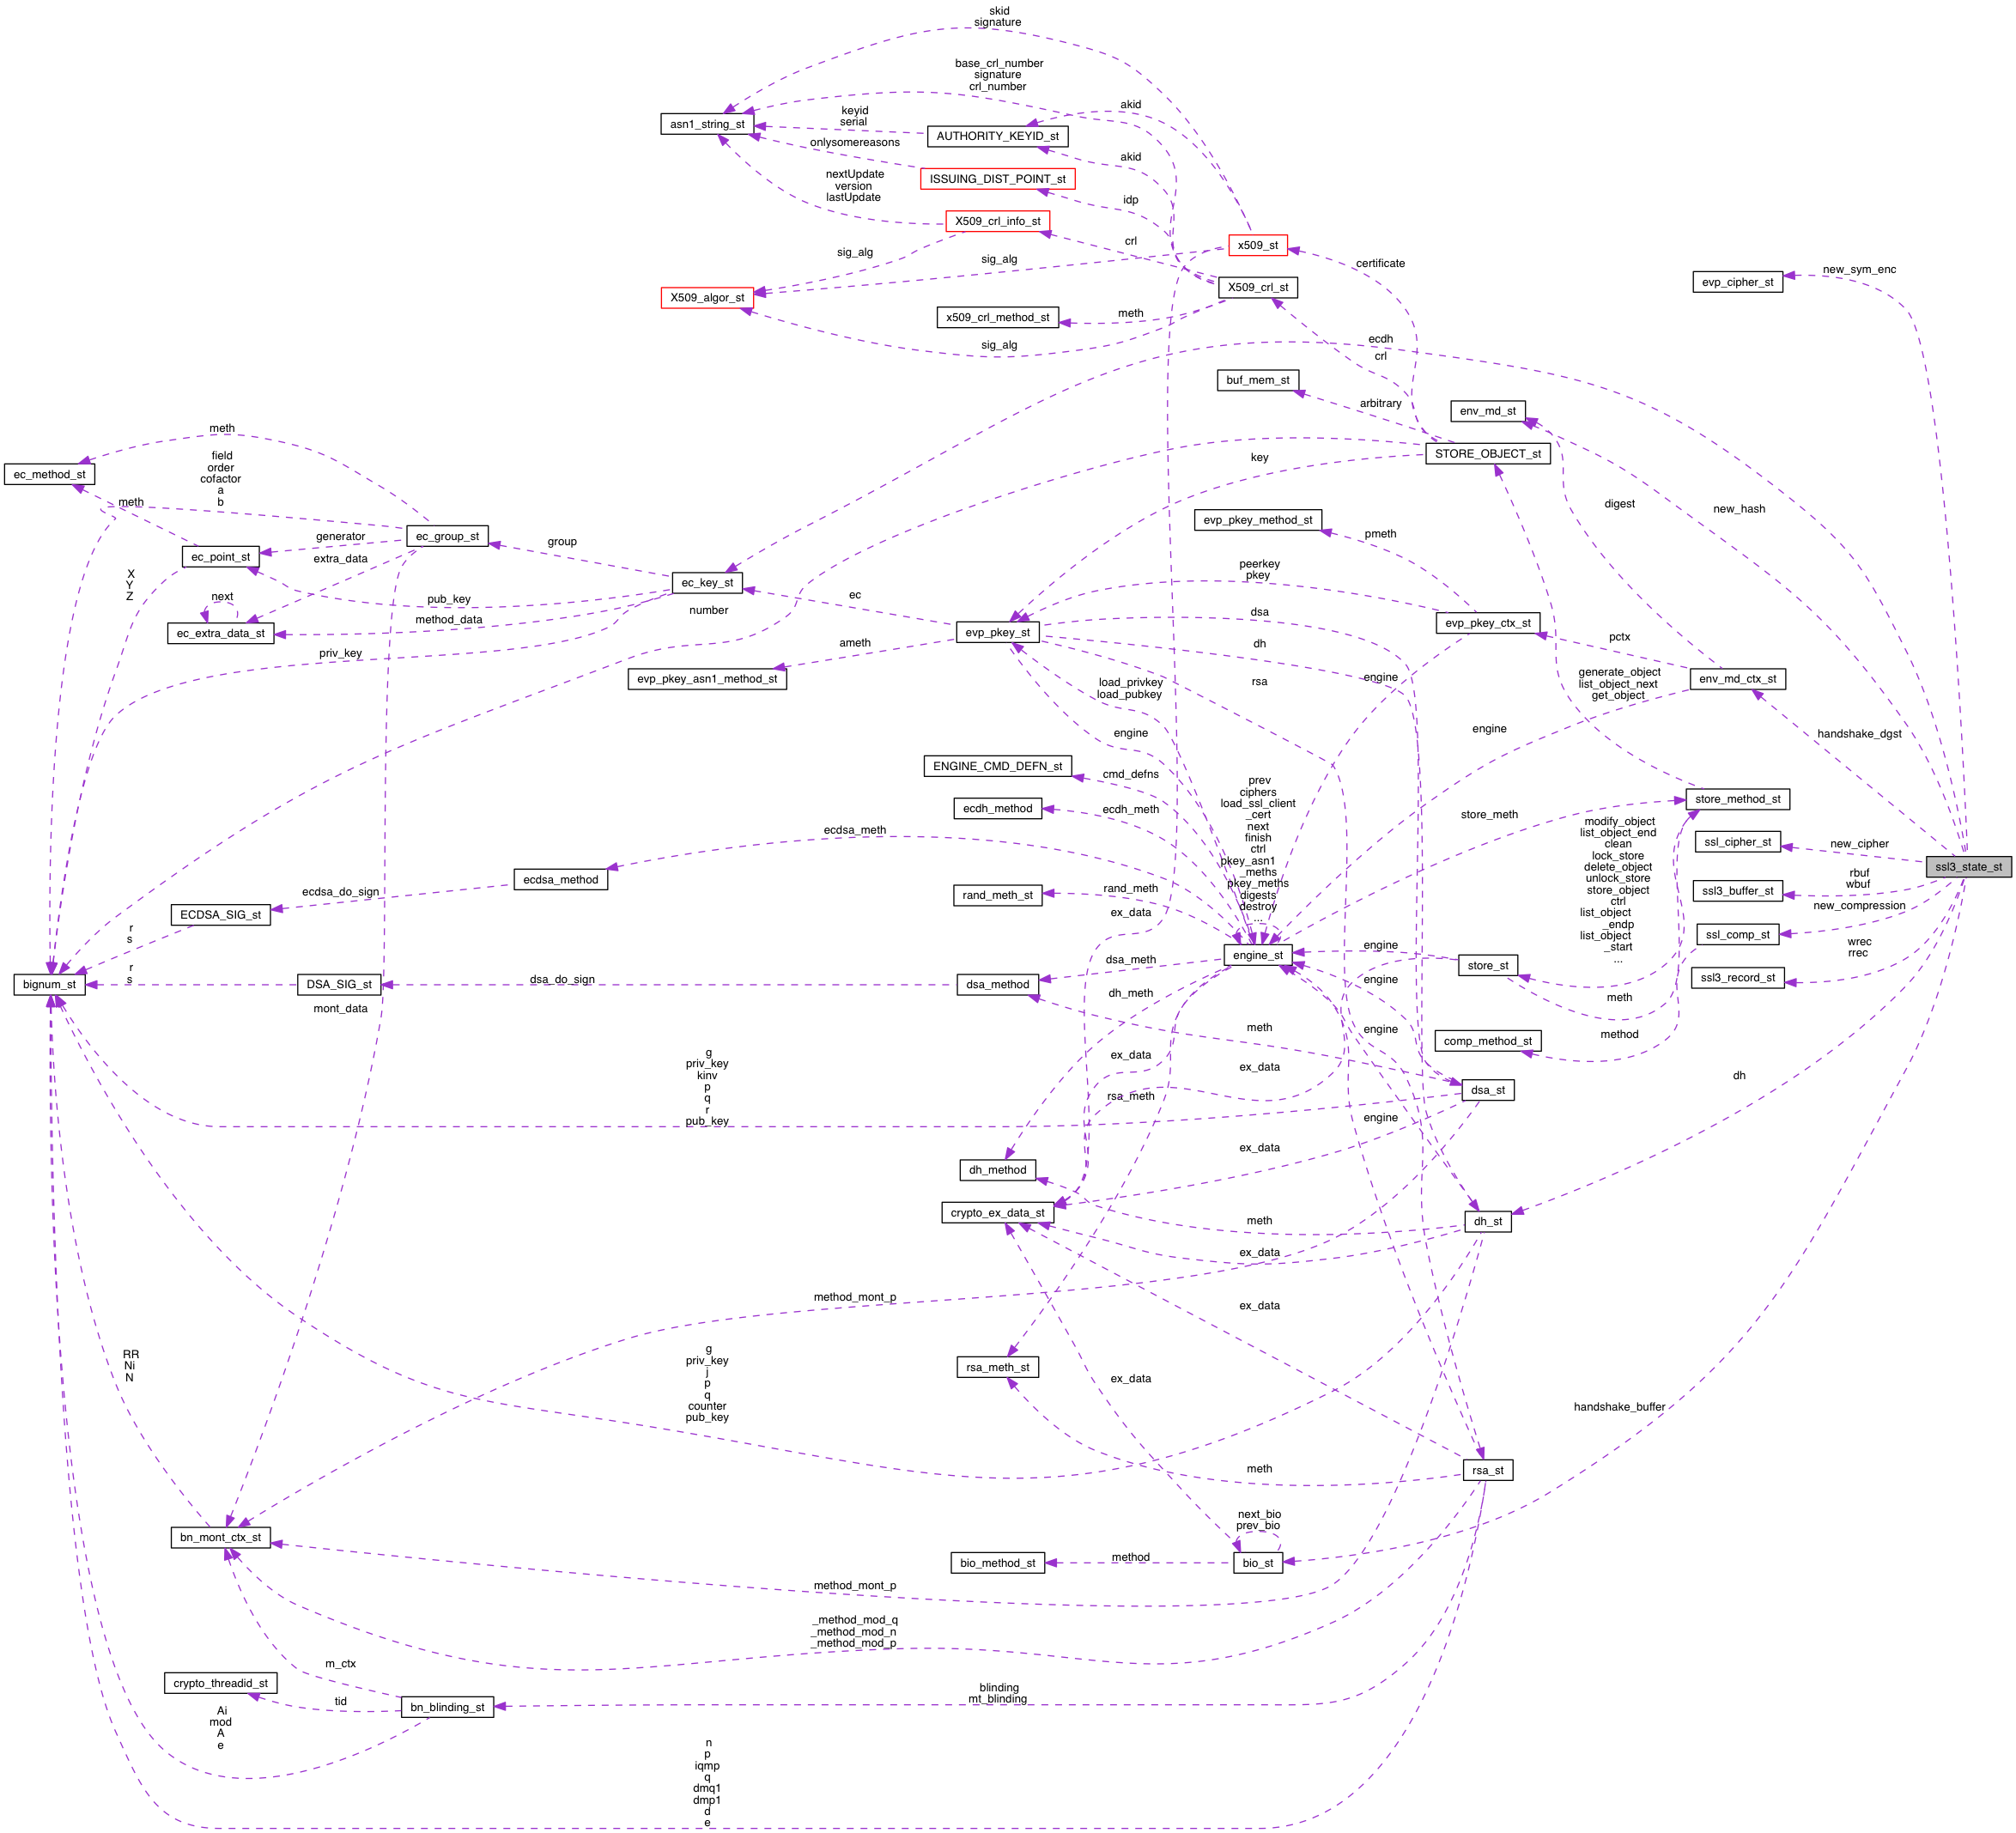 skid
signature
base_crl_number
signature
crl_number
akid
keyid
serial
asn1_string_st
AUTHORITY_KEYID_st
onlysomereasons
akid
nextUpdate
version
lastUpdate
ISSUING_DIST_POINT_st
idp
X509_crl_info_st
crl
sig_alg
sig_alg
x509_st
certificate
new_sym_enc
evp_cipher_st
X509_algor_st
X509_crl_st
x509_crl_method_st
meth
sig_alg
ecdh
crl
buf_mem_st
arbitrary
env_md_st
meth
STORE_OBJECT_st
key
field
order
cofactor
a
b
ec_method_st
meth
digest
new_hash
evp_pkey_method_st
pmeth
ec_group_st
generator
group
ec_point_st
extra_data
peerkey
pkey
X
Y
Z
ec_key_st
ec
next
pub_key
number
method_data
dsa
evp_pkey_ctx_st
pctx
ec_extra_data_st
evp_pkey_st
ameth
dh
priv_key
evp_pkey_asn1_method_st
load_privkey
load_pubkey
rsa
engine
generate_object
list_object_next
get_object
env_md_ctx_st
engine
engine
handshake_dgst
ENGINE_CMD_DEFN_st
cmd_defns
prev
ciphers
load_ssl_client
_cert
next
finish
ctrl
pkey_asn1
_meths
pkey_meths
digests
destroy
...
ecdh_method
ecdh_meth
store_meth
store_method_st
modify_object
list_object_end
clean
lock_store
delete_object
unlock_store
store_object
ctrl
list_object
_endp
list_object
_start
...
ecdsa_meth
ssl_cipher_st
new_cipher
ssl3_state_st
ecdsa_method
ecdsa_do_sign
rand_meth_st
rand_meth
ssl3_buffer_st
rbuf
wbuf
new_compression
ECDSA_SIG_st
r
s
ex_data
ssl_comp_st
wrec
rrec
engine_st
engine
store_st
dsa_meth
bignum_st
r
s
DSA_SIG_st
dsa_do_sign
dsa_method
engine
ssl3_record_st
mont_data
dh_meth
meth
meth
engine
method
comp_method_st
g
priv_key
kinv
p
q
r
pub_key
ex_data
ex_data
rsa_meth
dh
dsa_st
engine
ex_data
dh_method
crypto_ex_data_st
meth
dh_st
ex_data
method_mont_p
ex_data
RR
Ni
N
g
priv_key
j
p
q
counter
pub_key
rsa_meth_st
ex_data
handshake_buffer
meth
rsa_st
bn_mont_ctx_st
next_bio
prev_bio
bio_method_st
method
bio_st
method_mont_p
_method_mod_q
_method_mod_n
_method_mod_p
m_ctx
crypto_threadid_st
tid
blinding
mt_blinding
bn_blinding_st
Ai
mod
A
e
n
p
iqmp
q
dmq1
dmp1
d
e